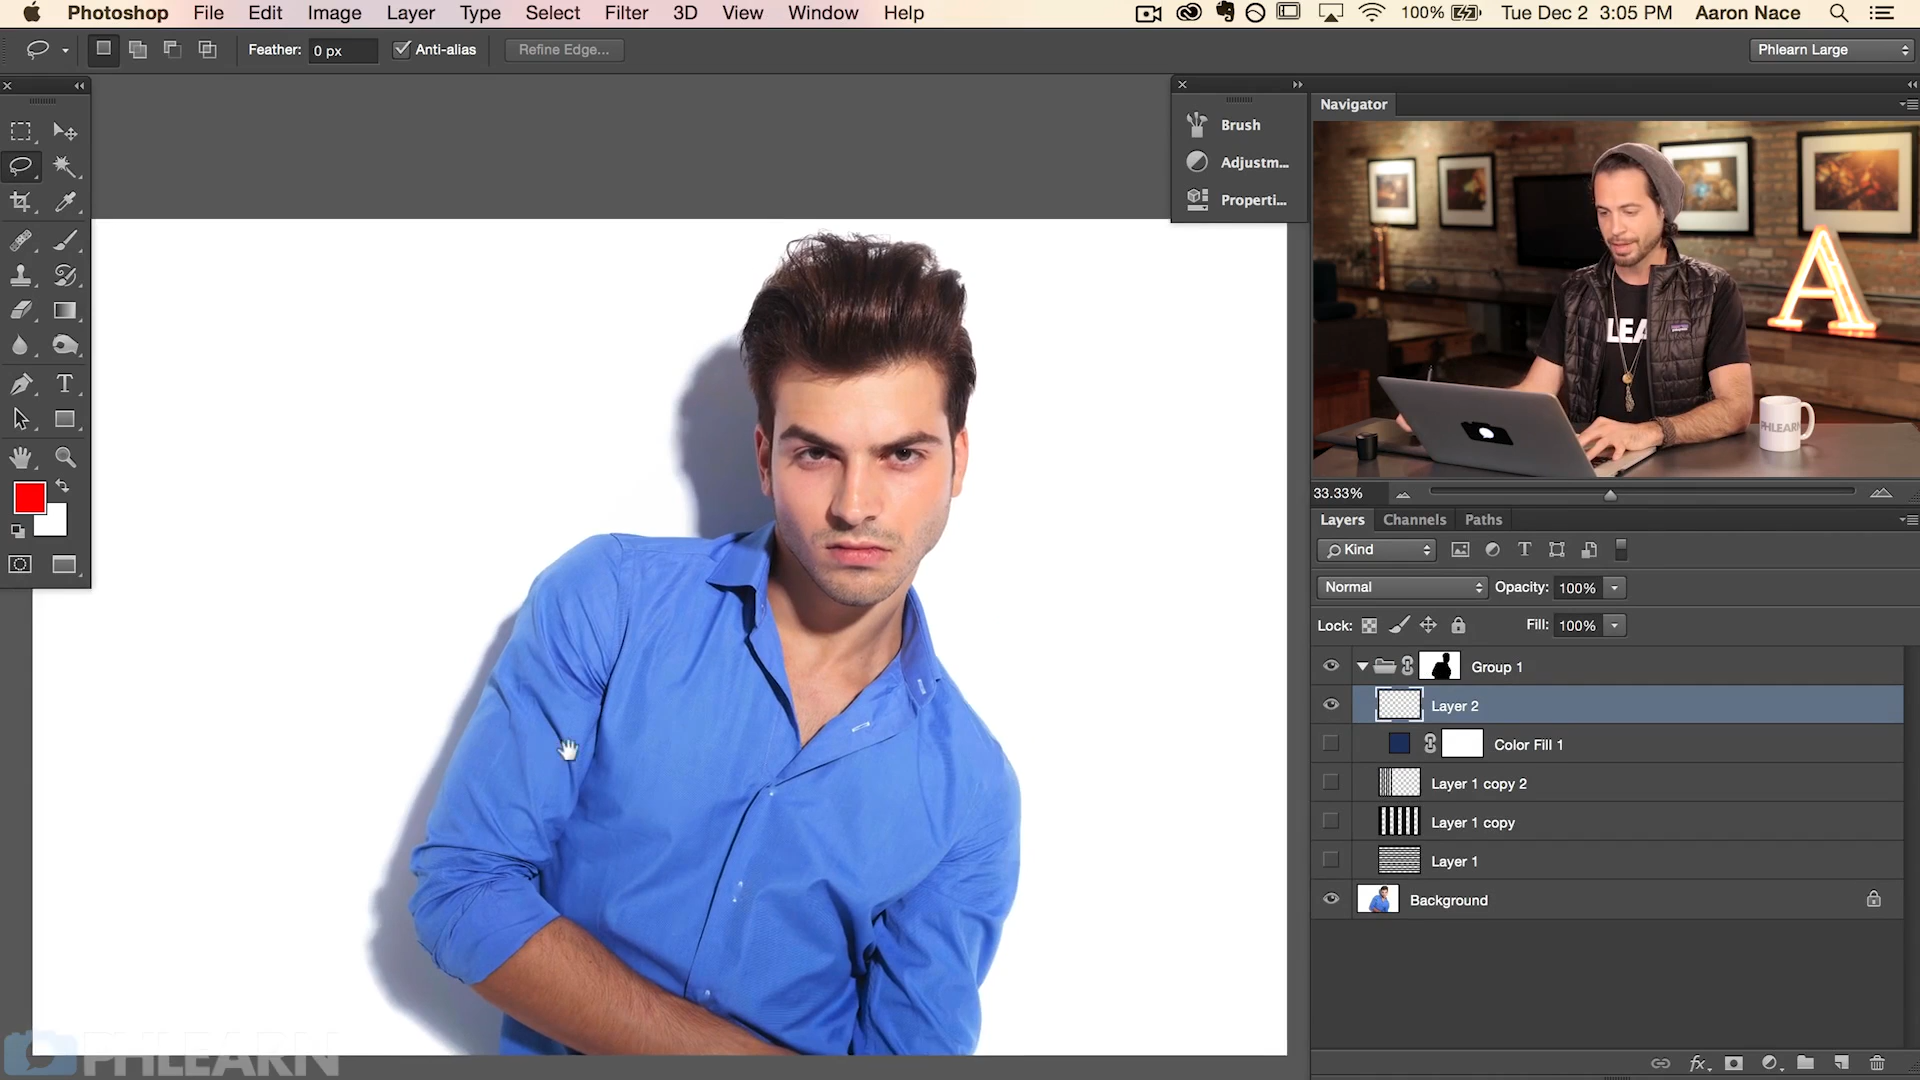 Photoshop File Edit Image Layer Type Select Filter 3D View Window Help 100% Tue Dec 2 3:05 PM Aaron Nace
Feather: 0 px Anti-alias Refine Edge... Phlearn Large
Navigator
Brush
Adjustm...
Properti...
LEA
PHLEARN
33.33%
Layers Channels Paths
Kind
Normal Opacity: 100%
Lock: Fill: 100%
Group 1
Layer 2
Color Fill 1
Layer 1 copy 2
Layer 1 copy
Layer 1
Background
PHLEARN